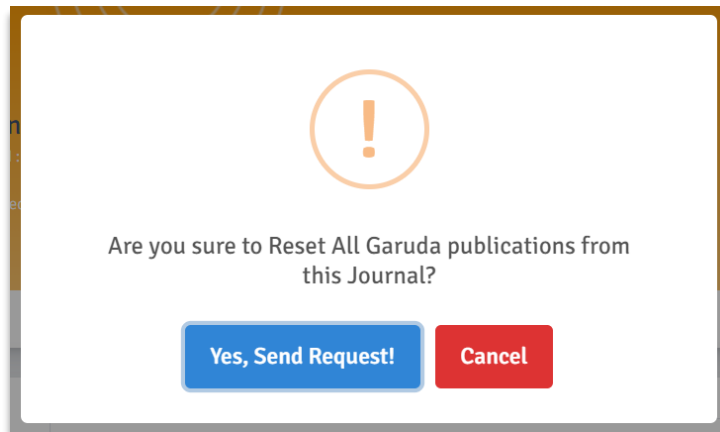 !
Are you sure to Reset All Garuda publications from
this Journal?
Yes, Send Request!
Cancel